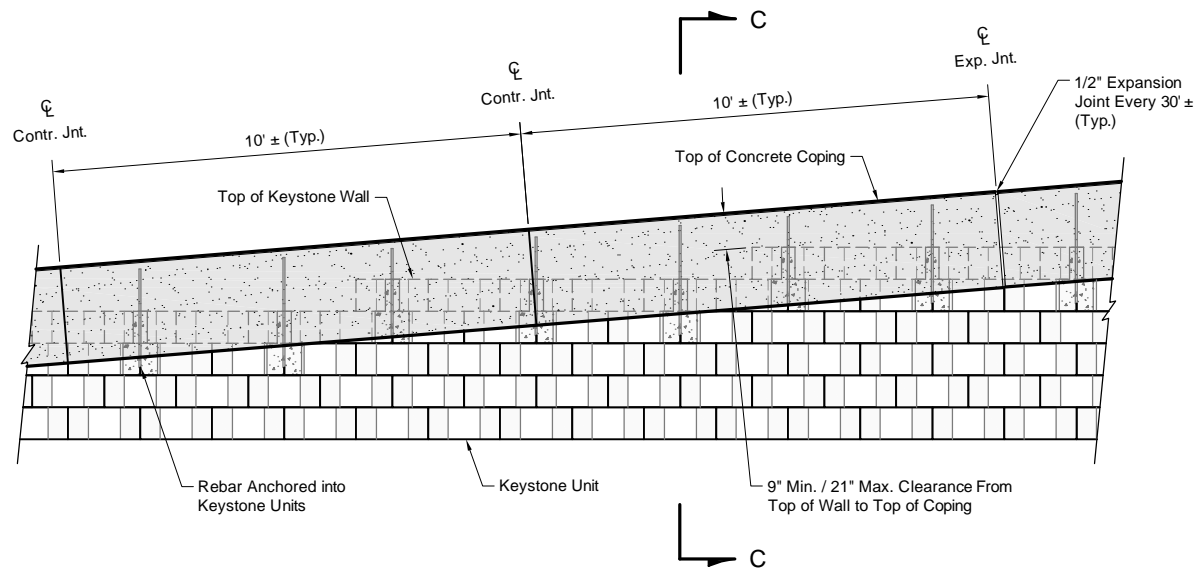 C
℄
Exp. Jnt.
℄
Contr. Jnt.
℄
Contr. Jnt.
1/2" Expansion
Joint Every 30' ±
(Typ.)
10' ± (Typ.)
10' ± (Typ.)
Top of Concrete Coping
Top of Keystone Wall
Rebar Anchored into
Keystone Units
Keystone Unit
9" Min. / 21" Max. Clearance From
Top of Wall to Top of Coping
C